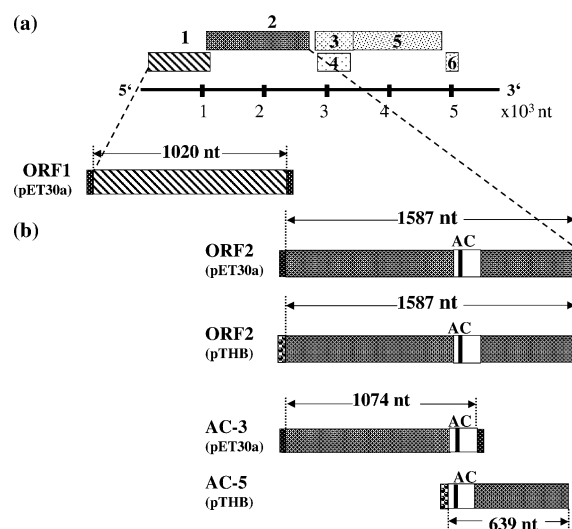 (a)
1 2 3 5
4 6
5‘ 3‘
1 2 3 4 5 x10³ nt
1020 nt
ORF1
(pET30a)
(b)
1587 nt
AC
ORF2
(pET30a)
1587 nt
AC
ORF2
(pTHB)
1074 nt
AC
AC-3
(pET30a)
AC
AC-5
(pTHB)
639 nt